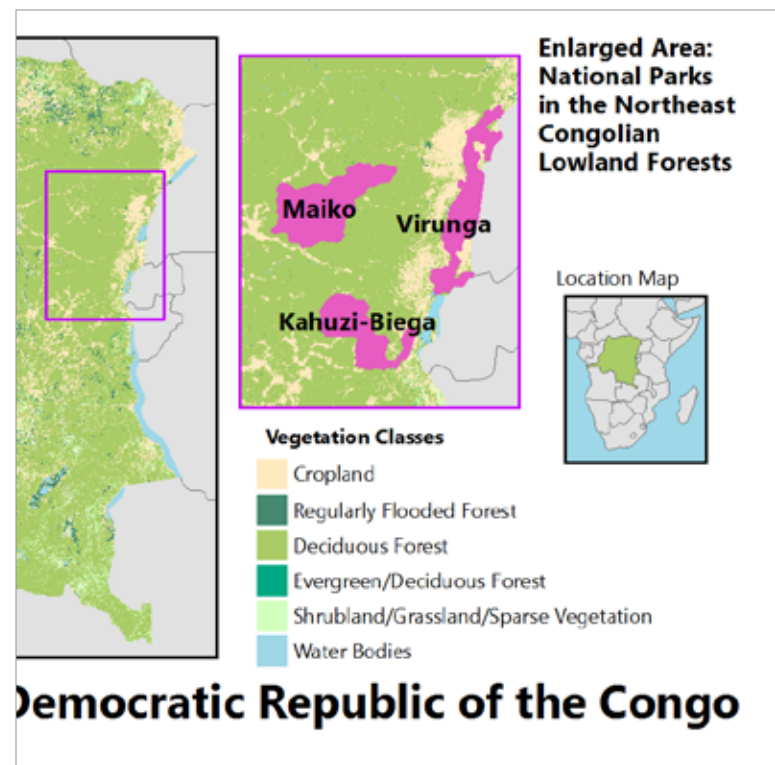 Enlarged Area:
National Parks
in the Northeast
Congolian
Lowland Forests
Maiko
Virunga
Kahuzi-Biega
Location Map
Vegetation Classes
Cropland
Regularly Flooded Forest
Deciduous Forest
Evergreen/Deciduous Forest
Shrubland/Grassland/Sparse Vegetation
Water Bodies
Democratic Republic of the Congo